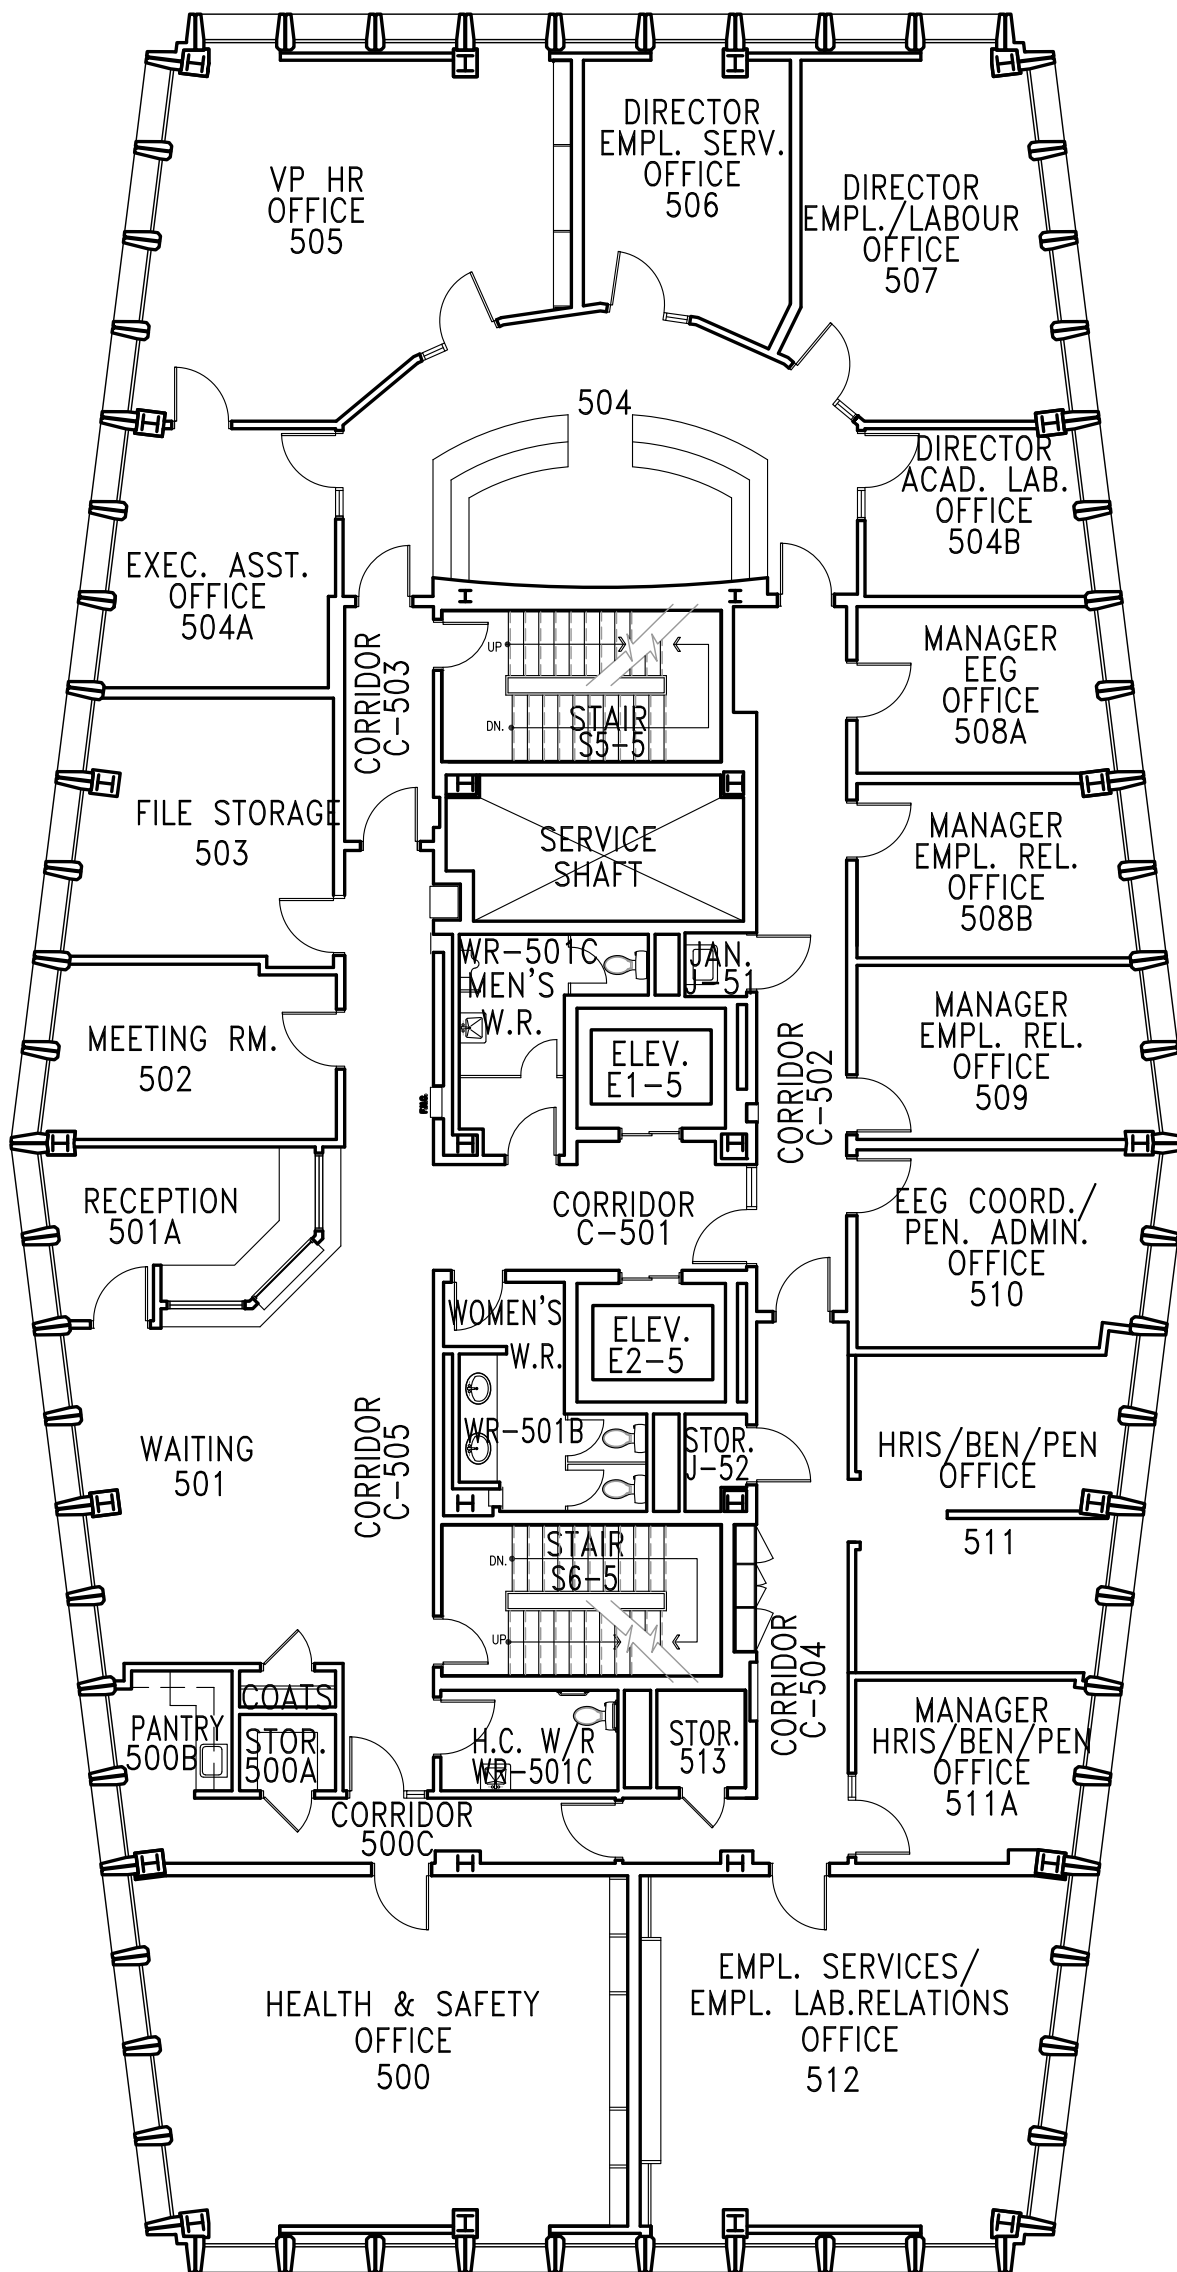 DIRECTOR
EMPL. SERV.
OFFICE
506
VP HR
OFFICE
505
DIRECTOR
EMPL./LABOUR
OFFICE
507
504
DIRECTOR
ACAD. LAB.
OFFICE
504B
EXEC. ASST.
OFFICE
504A
CORRIDOR
C-503
UP
DN.
STAIR
S5-5
MANAGER
EEG
OFFICE
508A
FILE STORAGE
503
SERVICE
SHAFT
MANAGER
EMPL. REL.
OFFICE
508B
WR-501C
MEN'S
W.R.
JAN.
J-51
MEETING RM.
502
ELEV.
E1-5
CORRIDOR
C-502
MANAGER
EMPL. REL.
OFFICE
509
RECEPTION
501A
CORRIDOR
C-501
EEG COORD./
PEN. ADMIN.
OFFICE
510
WOMEN'S
W.R.
WR-501B
ELEV.
E2-5
WAITING
501
CORRIDOR
C-505
STOR.
J-52
HRIS/BEN/PEN
OFFICE
511
STAIR
S6-5
DN.
UP
CORRIDOR
C-504
COATS
PANTRY
500B
STOR.
500A
H.C. W/R
WR-501C
STOR.
513
MANAGER
HRIS/BEN/PEN
OFFICE
511A
CORRIDOR
500C
HEALTH & SAFETY
OFFICE
500
EMPL. SERVICES/
EMPL. LAB.RELATIONS
OFFICE
512